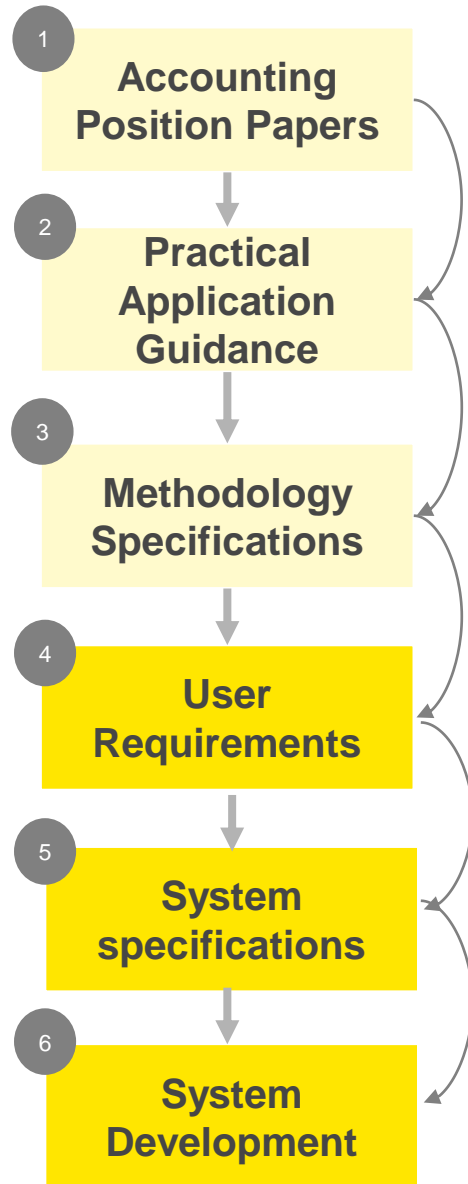 1
Accounting
Position Papers
2
Practical
Application
Guidance
3
Methodology
Specifications
4
User
Requirements
5
System
specifications
6
System
Development